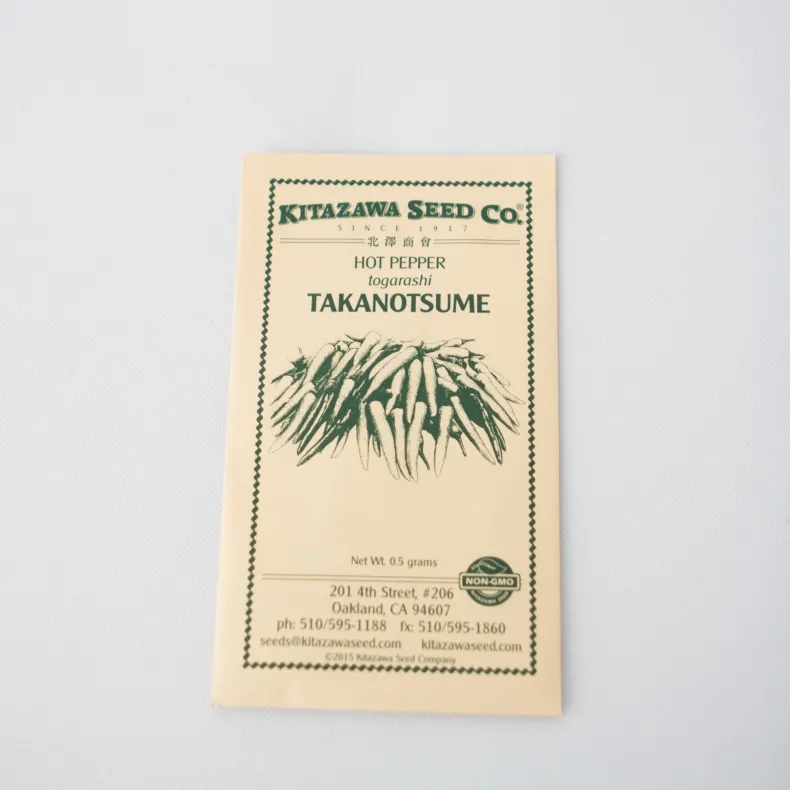 KITAZAWA SEED CO.®
SINCE 1917
北澤商會
HOT PEPPER
togarashi
TAKANOTSUME
Net Wt. 0.5 grams
NON-GMO
201 4th Street, #206
Oakland, CA 94607
ph: 510/595-1188 fx: 510/595-1860
seeds@kitazawaseed.com kitazawaseed.com
©2015 Kitazawa Seed Company